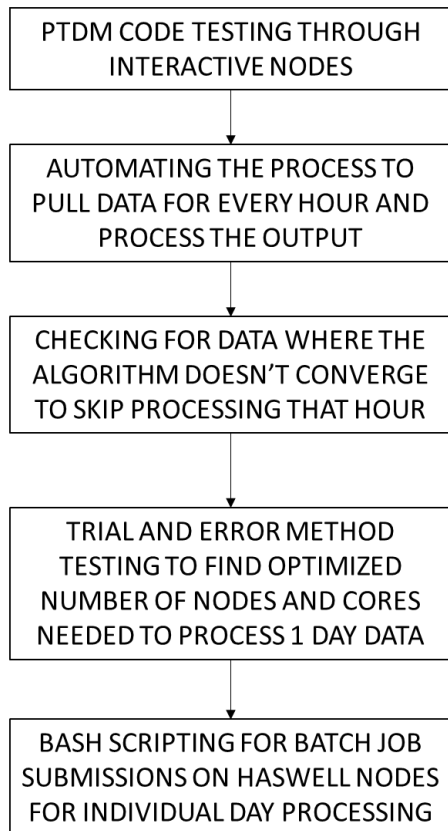 PTDM CODE TESTING THROUGH
INTERACTIVE NODES
AUTOMATING THE PROCESS TO
PULL DATA FOR EVERY HOUR AND
PROCESS THE OUTPUT
CHECKING FOR DATA WHERE THE
ALGORITHM DOESN’T CONVERGE
TO SKIP PROCESSING THAT HOUR
TRIAL AND ERROR METHOD
TESTING TO FIND OPTIMIZED
NUMBER OF NODES AND CORES
NEEDED TO PROCESS 1 DAY DATA
BASH SCRIPTING FOR BATCH JOB
SUBMISSIONS ON HASWELL NODES
FOR INDIVIDUAL DAY PROCESSING